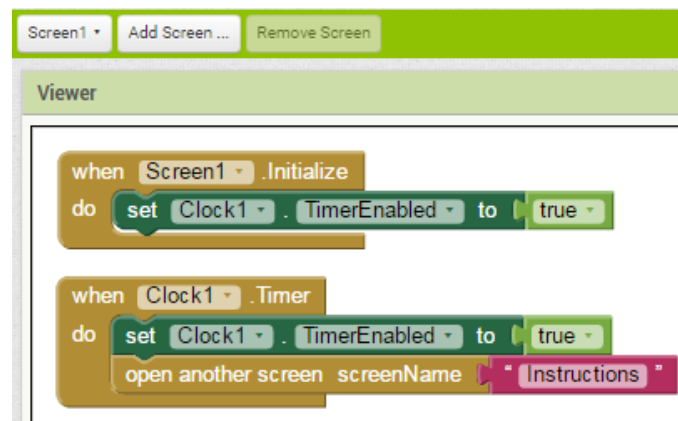 Screen1 Add Screen ... Remove Screen
Viewer
when Screen1 .Initialize
do set Clock1 . TimerEnabled to true
when Clock1 .Timer
do set Clock1 . TimerEnabled to true
open another screen screenName " Instructions "